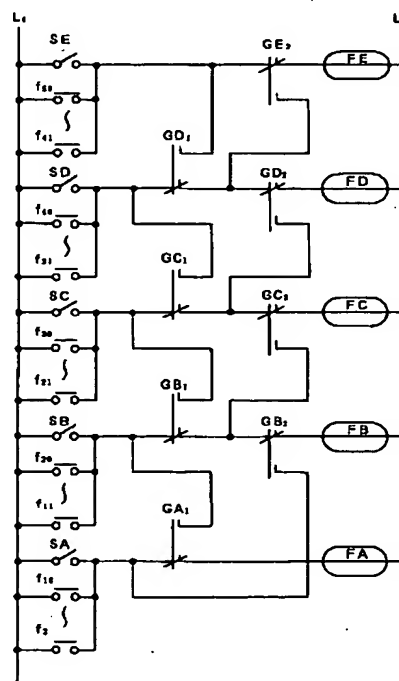 L₁ L
SE GE₂ FE
f₅₀
f₄₁ GD₁
SD GD₂ FD
f₄₀
f₃₁ GC₁
SC GC₂ FC
f₃₀
f₂₁ GB₁
SB GB₂ FB
f₂₀
f₁₁ GA₁
SA FA
f₁₀